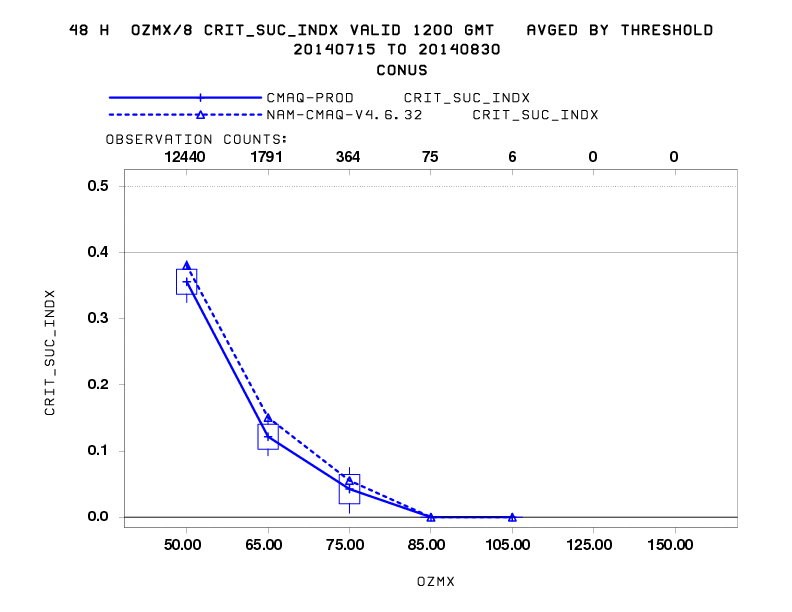 48 H  OZMX/8 CRIT_SUC_INDX VALID 1200 GMT   AVGED BY THRESHOLD
20140715 TO 20140830
CONUS
CMAQ-PROD     CRIT_SUC_INDX
NAM-CMAQ-V4.6.32     CRIT_SUC_INDX
OBSERVATION COUNTS:
12440 1791 364 75 6 0 0
0.5
0.4
0.3
0.2
0.1
0.0
CRIT_SUC_INDX
50.00 65.00 75.00 85.00 105.00 125.00 150.00
OZMX